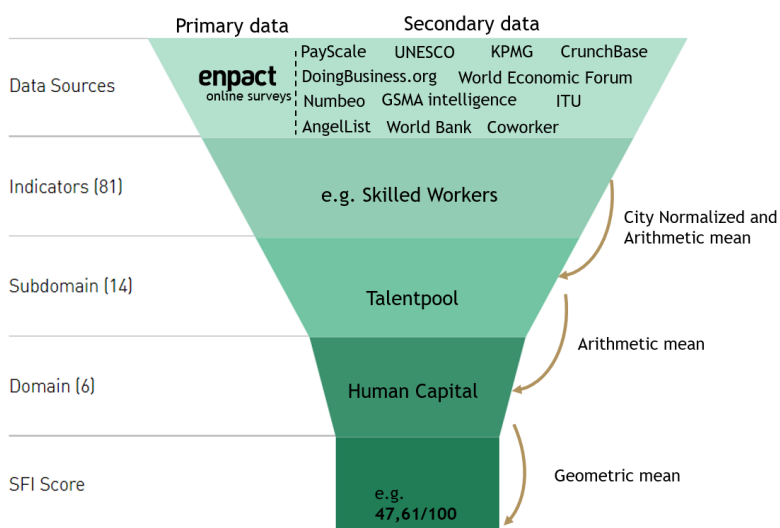 Primary data
Secondary data
Data Sources
enpact
online surveys
PayScale UNESCO KPMG CrunchBase
DoingBusiness.org World Economic Forum
Numbeo GSMA intelligence ITU
AngelList World Bank Coworker
Indicators (81)
e.g. Skilled Workers
City Normalized and
Arithmetic mean
Subdomain (14)
Talentpool
Arithmetic mean
Domain (6)
Human Capital
Geometric mean
SFI Score
e.g.
47,61/100